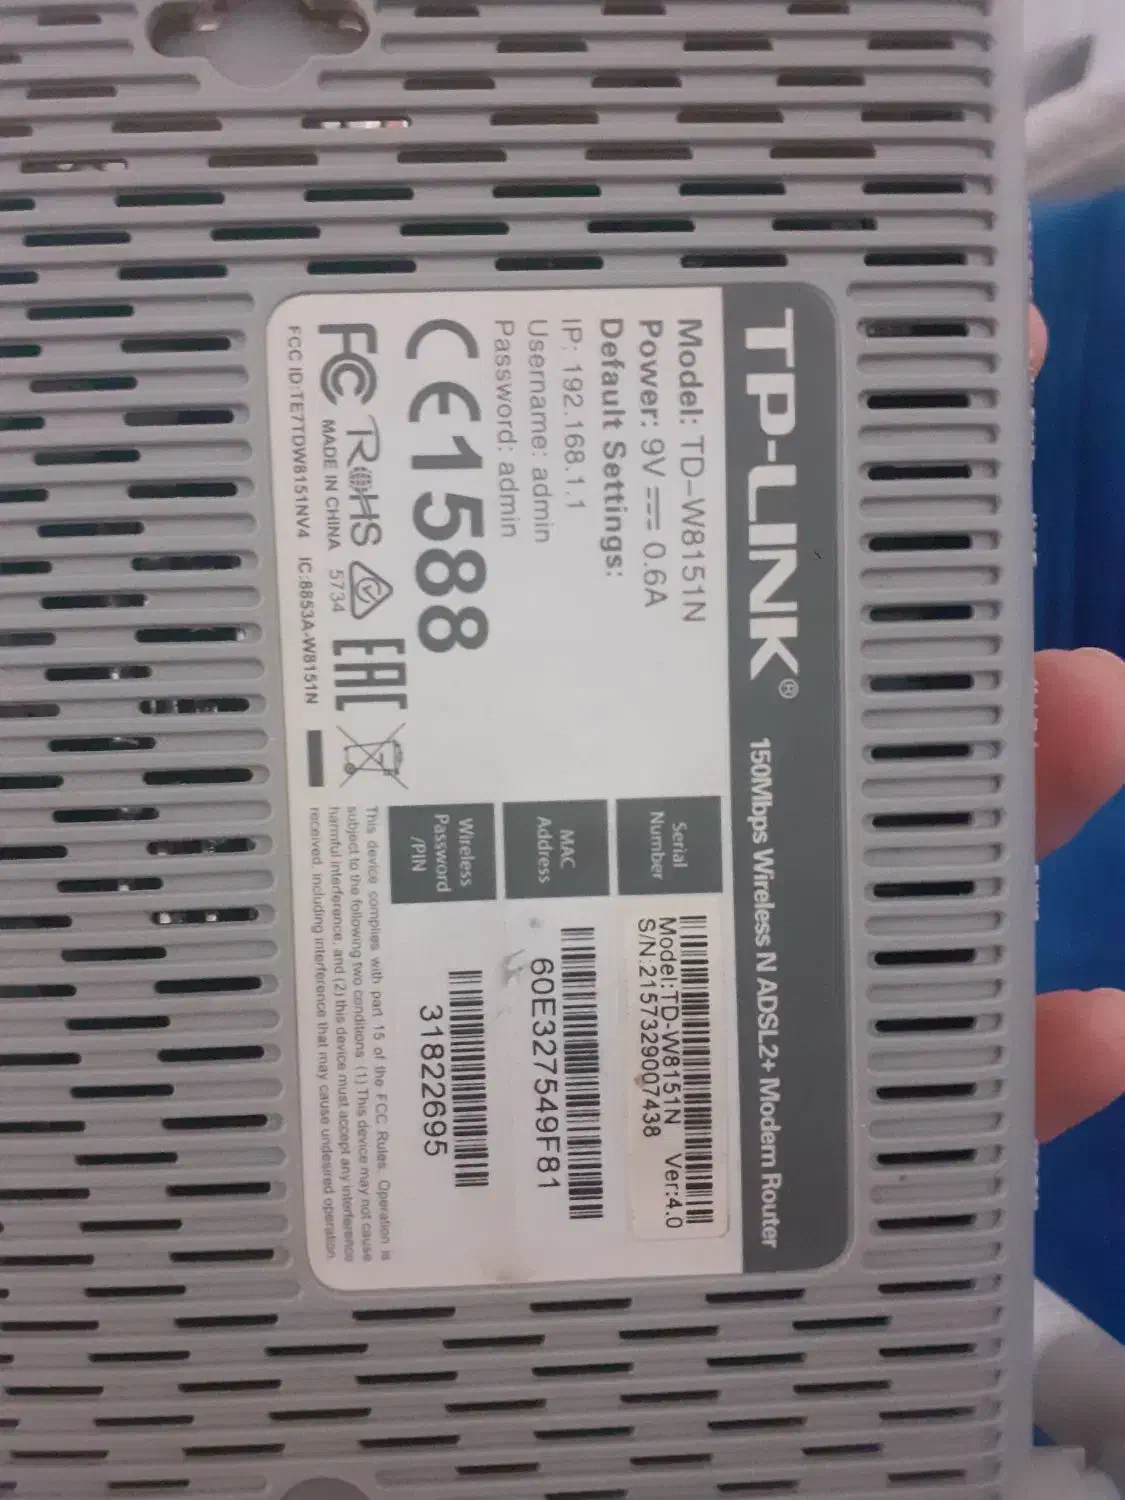 TP-LINK® 150Mbps Wireless N ADSL2+ Modem Router
Model: TD-W8151N
Power: 9V ⎓ 0.6A
Default Settings:
IP: 192.168.1.1
Username: admin
Password: admin
CE1588
FC RoHS EAC
MADE IN CHINA 5734
FCC ID:TE7TDW8151NV4 IC:8853A-W8151N
Serial
Number
Model:TD-W8151N Ver:4.0
S/N:2157329007438
MAC
Address
60E327549F81
Wireless
Password
/PIN
31822695
This device complies with part 15 of the FCC Rules. Operation is
subject to the following two conditions (1) This device may not cause
harmful interference, and (2) this device must accept any interference
received, including interference that may cause undesired operation.